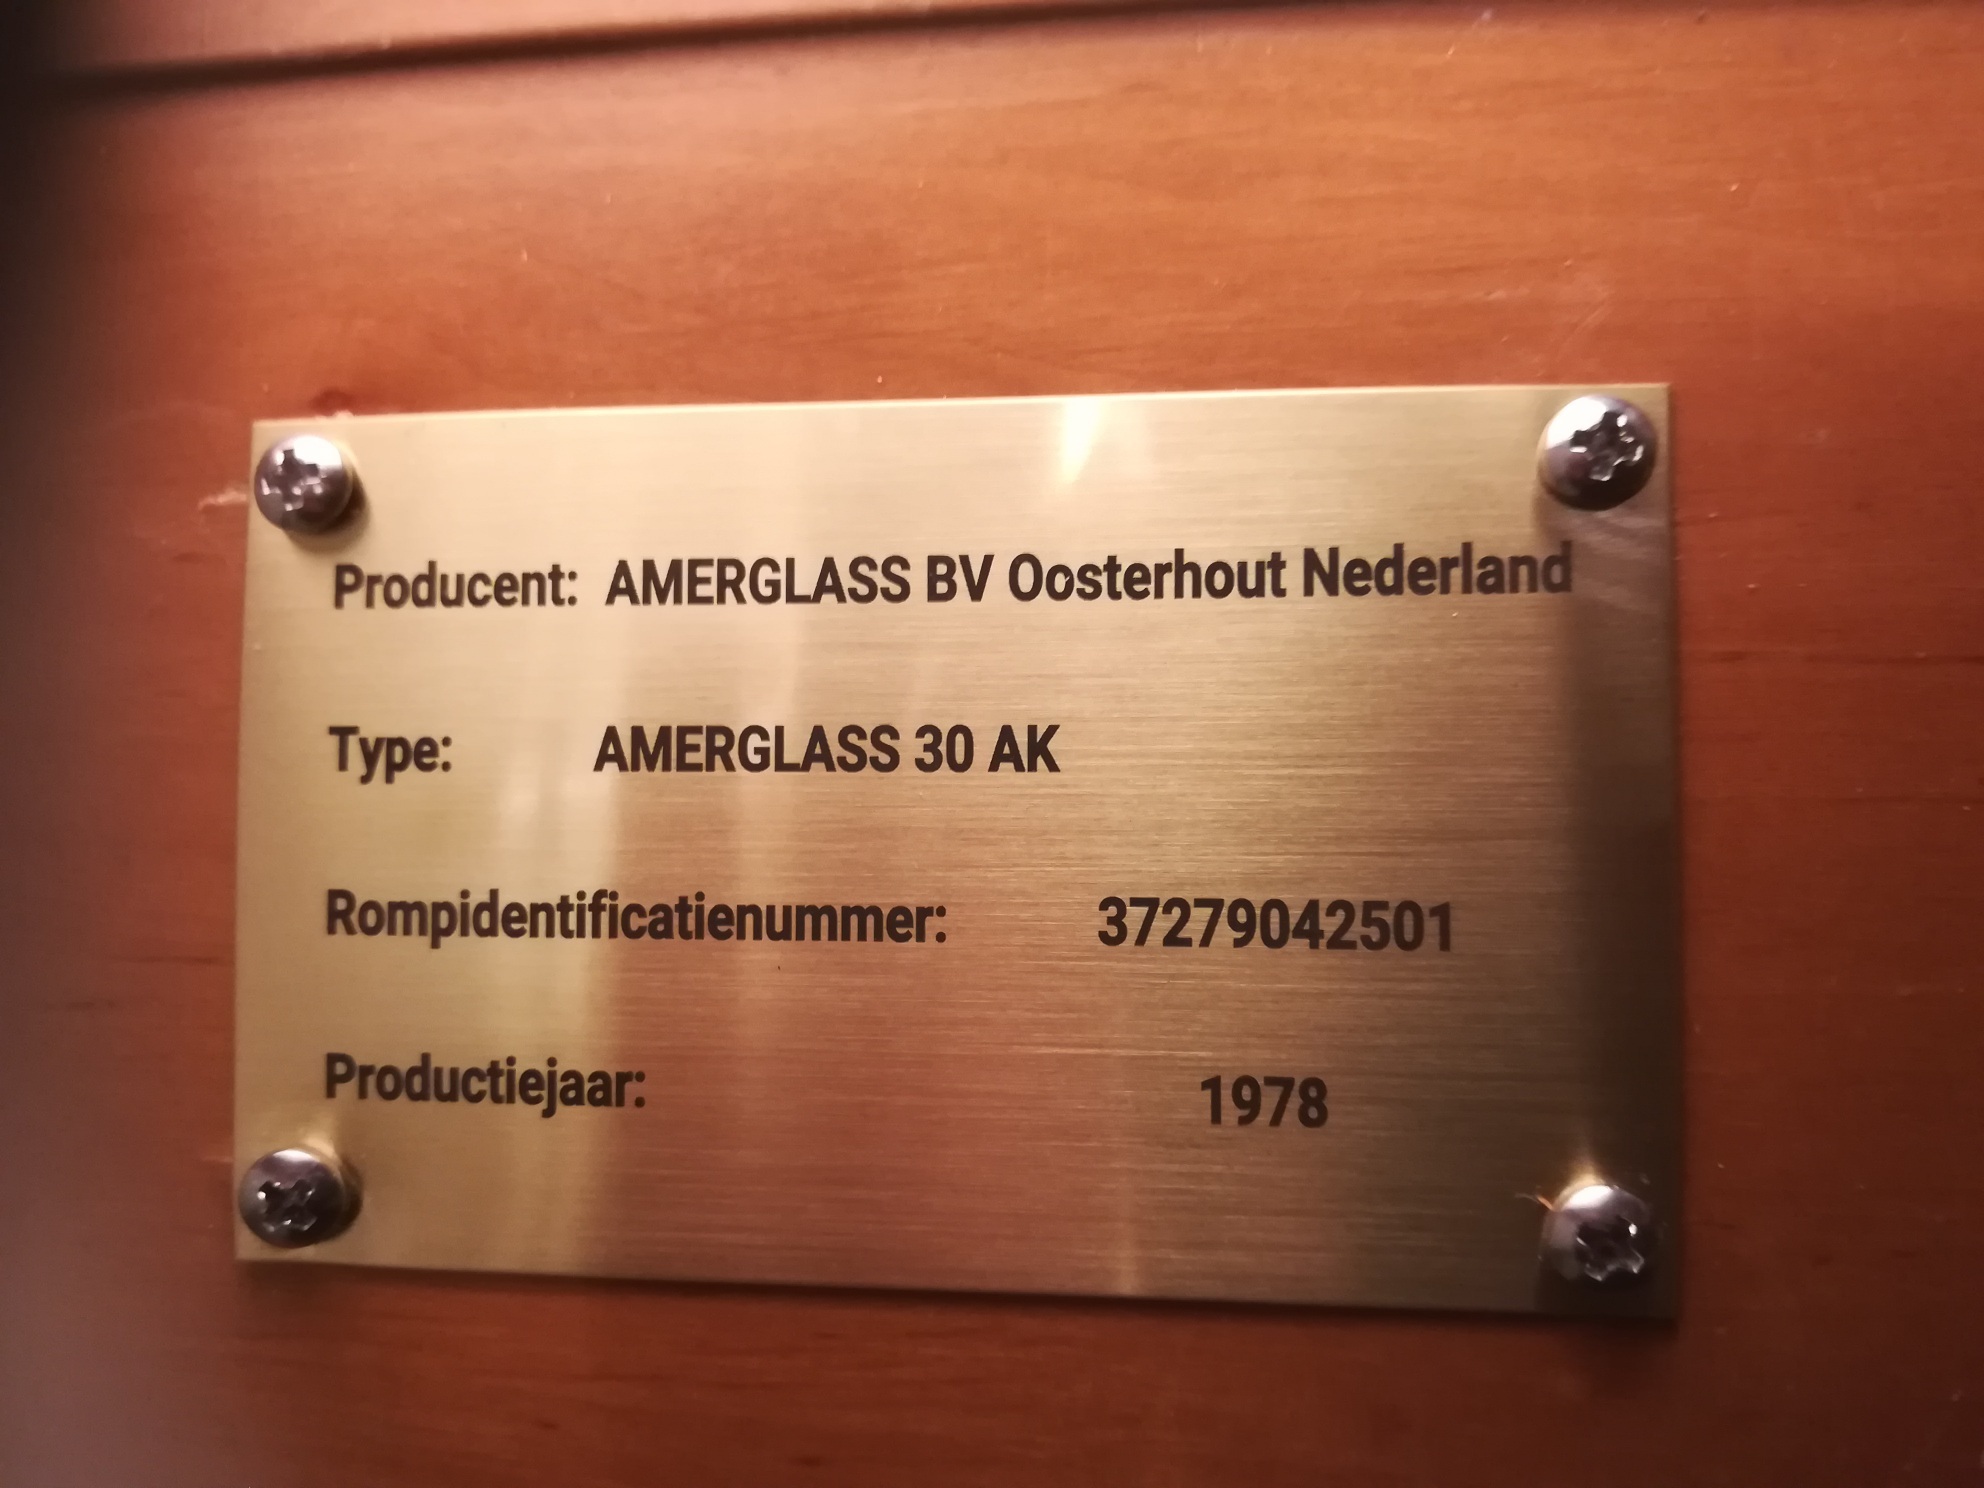 Producent: AMERGLASS BV Oosterhout Nederland
Type: AMERGLASS 30 AK
Rompidentificatienummer: 37279042501
Productiejaar: 1978